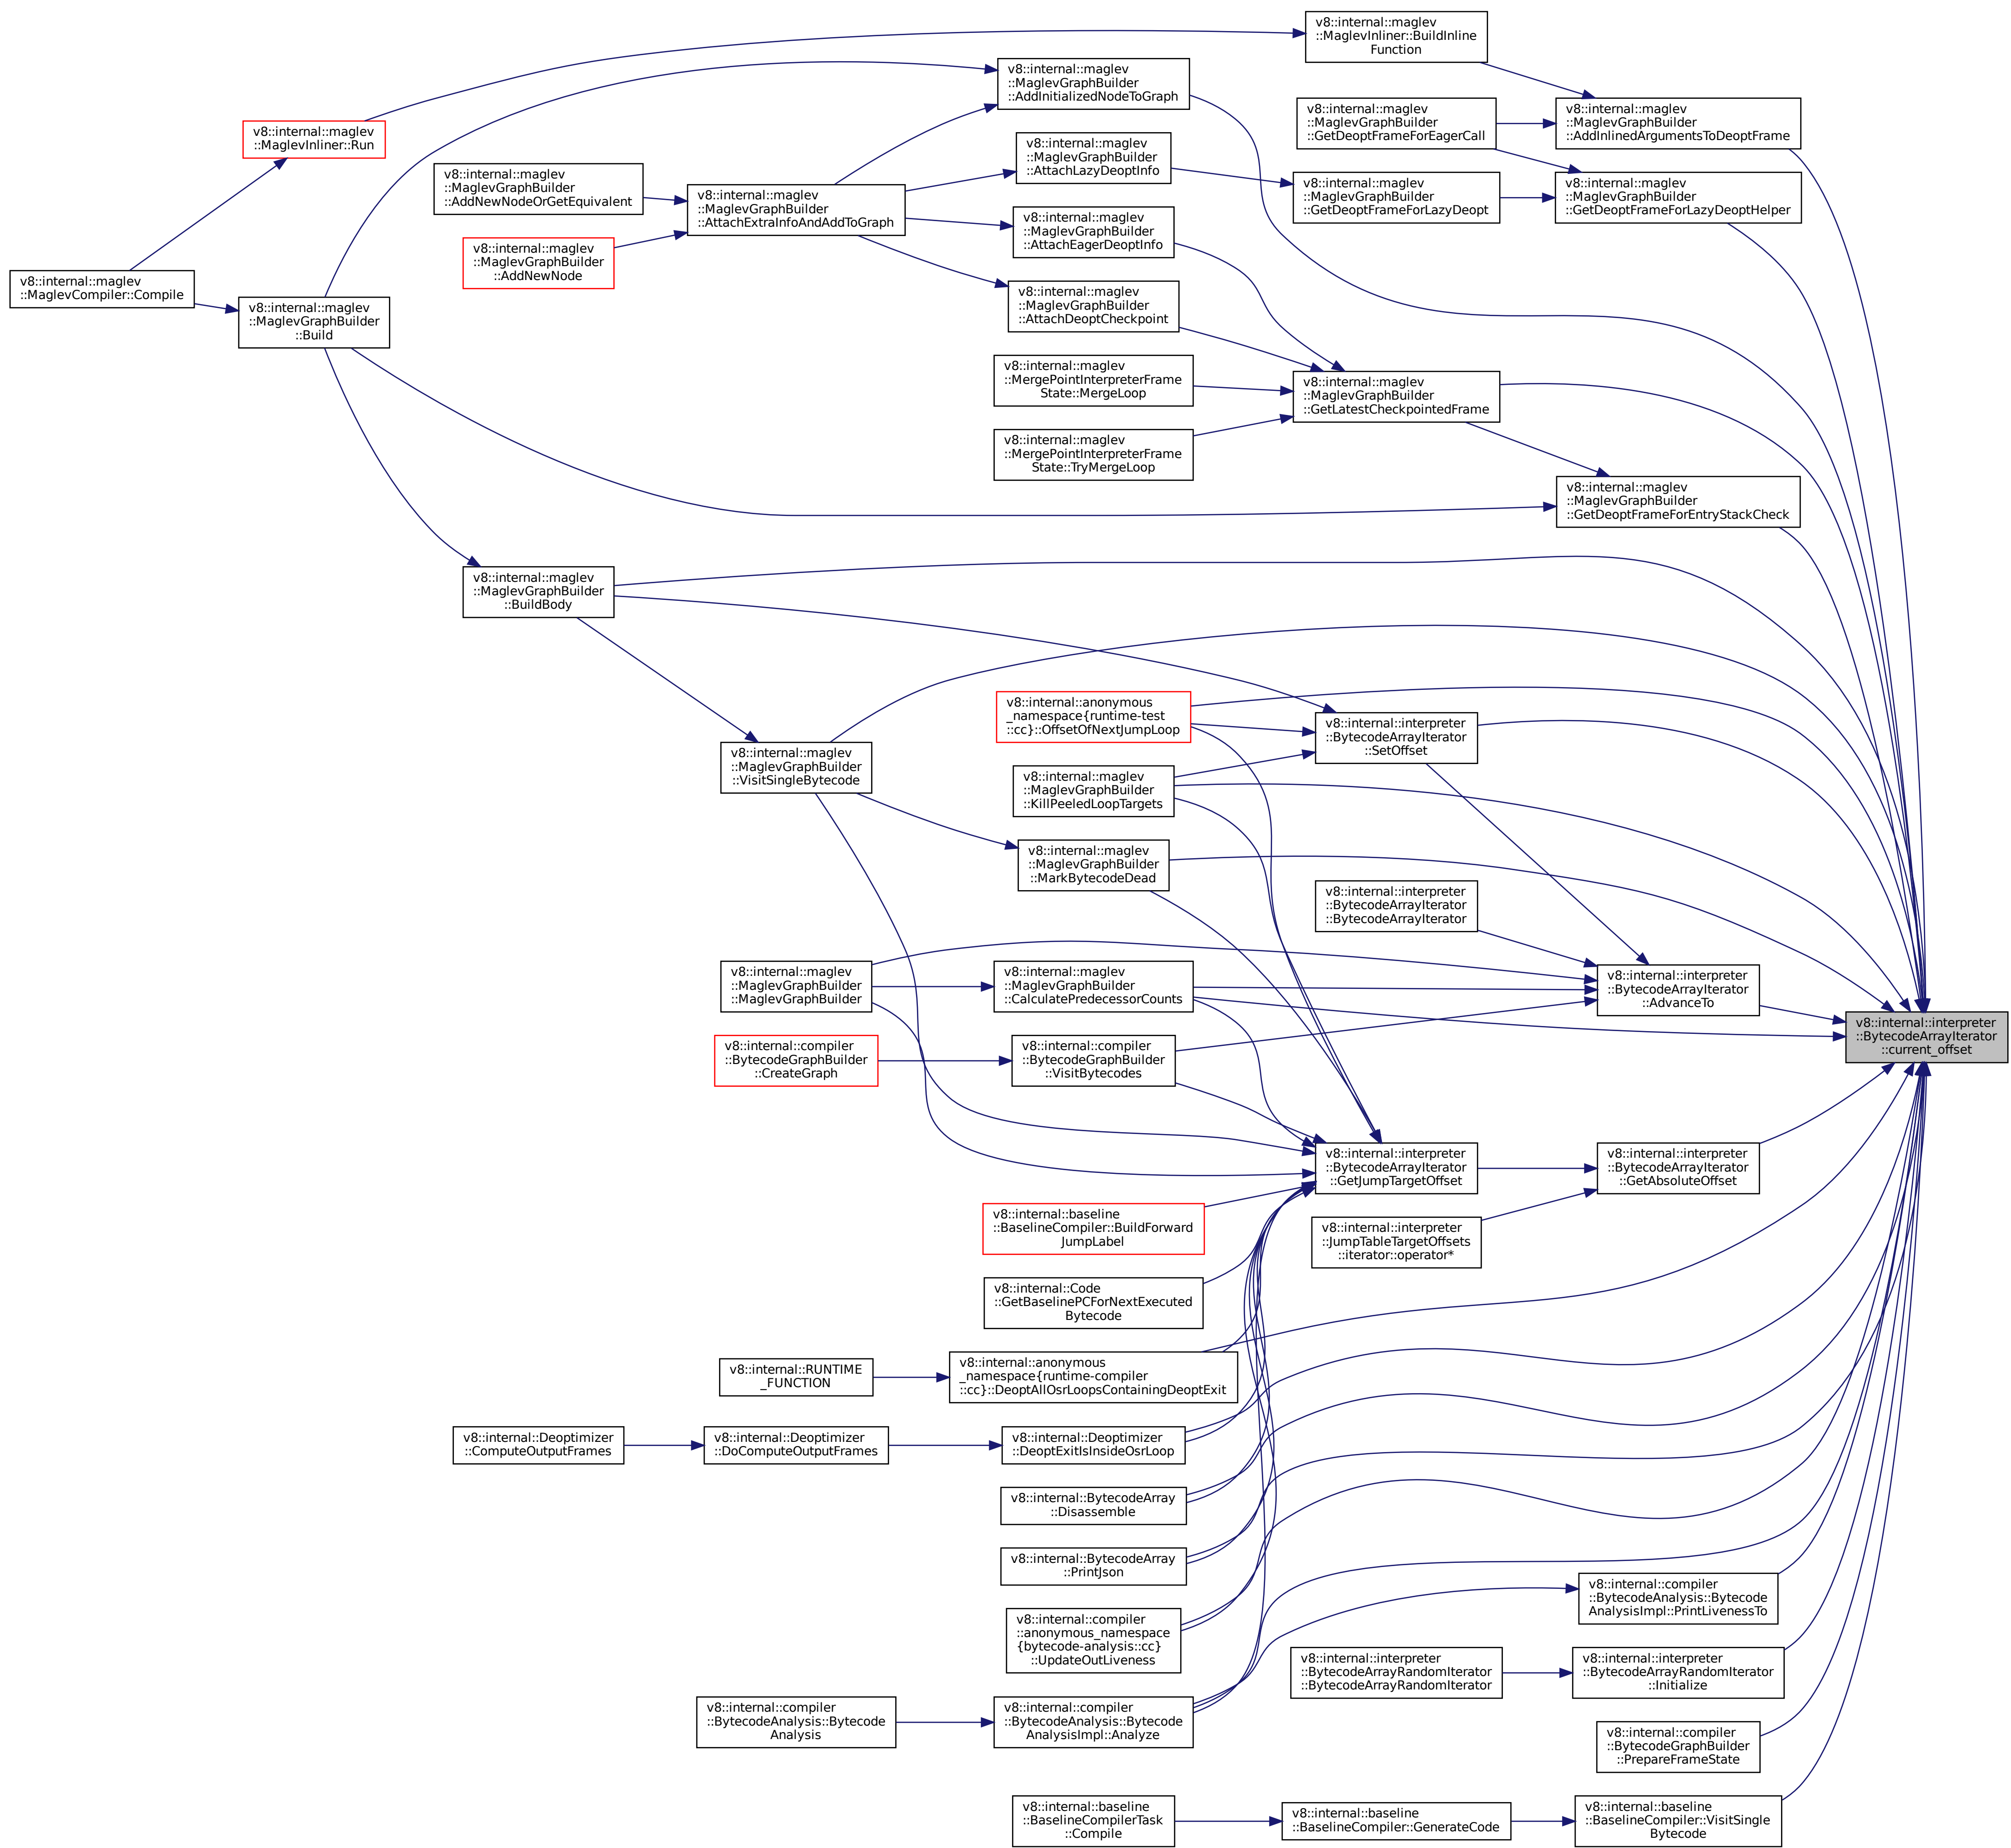 v8::internal::maglev
::MaglevInliner::BuildInline
Function
v8::internal::maglev
::MaglevGraphBuilder
::AddInitializedNodeToGraph
v8::internal::maglev
::MaglevGraphBuilder
::GetDeoptFrameForEagerCall
v8::internal::maglev
::MaglevGraphBuilder
::AddInlinedArgumentsToDeoptFrame
v8::internal::maglev
::MaglevInliner::Run
v8::internal::maglev
::MaglevGraphBuilder
::AttachLazyDeoptInfo
v8::internal::maglev
::MaglevGraphBuilder
::AddNewNodeOrGetEquivalent
v8::internal::maglev
::MaglevGraphBuilder
::AttachExtraInfoAndAddToGraph
v8::internal::maglev
::MaglevGraphBuilder
::GetDeoptFrameForLazyDeopt
v8::internal::maglev
::MaglevGraphBuilder
::GetDeoptFrameForLazyDeoptHelper
v8::internal::maglev
::MaglevGraphBuilder
::AttachEagerDeoptInfo
v8::internal::maglev
::MaglevGraphBuilder
::AddNewNode
v8::internal::maglev
::MaglevCompiler::Compile
v8::internal::maglev
::MaglevGraphBuilder
::Build
v8::internal::maglev
::MaglevGraphBuilder
::AttachDeoptCheckpoint
v8::internal::maglev
::MergePointInterpreterFrame
State::MergeLoop
v8::internal::maglev
::MaglevGraphBuilder
::GetLatestCheckpointedFrame
v8::internal::maglev
::MergePointInterpreterFrame
State::TryMergeLoop
v8::internal::maglev
::MaglevGraphBuilder
::GetDeoptFrameForEntryStackCheck
v8::internal::maglev
::MaglevGraphBuilder
::BuildBody
v8::internal::anonymous
_namespace{runtime-test
::cc}::OffsetOfNextJumpLoop
v8::internal::interpreter
::BytecodeArrayIterator
::SetOffset
v8::internal::maglev
::MaglevGraphBuilder
::VisitSingleBytecode
v8::internal::maglev
::MaglevGraphBuilder
::KillPeeledLoopTargets
v8::internal::maglev
::MaglevGraphBuilder
::MarkBytecodeDead
v8::internal::interpreter
::BytecodeArrayIterator
::BytecodeArrayIterator
v8::internal::maglev
::MaglevGraphBuilder
::MaglevGraphBuilder
v8::internal::maglev
::MaglevGraphBuilder
::CalculatePredecessorCounts
v8::internal::interpreter
::BytecodeArrayIterator
::AdvanceTo
v8::internal::interpreter
::BytecodeArrayIterator
::current_offset
v8::internal::compiler
::BytecodeGraphBuilder
::CreateGraph
v8::internal::compiler
::BytecodeGraphBuilder
::VisitBytecodes
v8::internal::interpreter
::BytecodeArrayIterator
::GetJumpTargetOffset
v8::internal::interpreter
::BytecodeArrayIterator
::GetAbsoluteOffset
v8::internal::baseline
::BaselineCompiler::BuildForward
JumpLabel
v8::internal::interpreter
::JumpTableTargetOffsets
::iterator::operator*
v8::internal::Code
::GetBaselinePCForNextExecuted
Bytecode
v8::internal::RUNTIME
_FUNCTION
v8::internal::anonymous
_namespace{runtime-compiler
::cc}::DeoptAllOsrLoopsContainingDeoptExit
v8::internal::Deoptimizer
::ComputeOutputFrames
v8::internal::Deoptimizer
::DoComputeOutputFrames
v8::internal::Deoptimizer
::DeoptExitIsInsideOsrLoop
v8::internal::BytecodeArray
::Disassemble
v8::internal::BytecodeArray
::PrintJson
v8::internal::compiler
::BytecodeAnalysis::Bytecode
AnalysisImpl::PrintLivenessTo
v8::internal::compiler
::anonymous_namespace
{bytecode-analysis::cc}
::UpdateOutLiveness
v8::internal::interpreter
::BytecodeArrayRandomIterator
::BytecodeArrayRandomIterator
v8::internal::interpreter
::BytecodeArrayRandomIterator
::Initialize
v8::internal::compiler
::BytecodeAnalysis::Bytecode
Analysis
v8::internal::compiler
::BytecodeAnalysis::Bytecode
AnalysisImpl::Analyze
v8::internal::compiler
::BytecodeGraphBuilder
::PrepareFrameState
v8::internal::baseline
::BaselineCompilerTask
::Compile
v8::internal::baseline
::BaselineCompiler::GenerateCode
v8::internal::baseline
::BaselineCompiler::VisitSingle
Bytecode